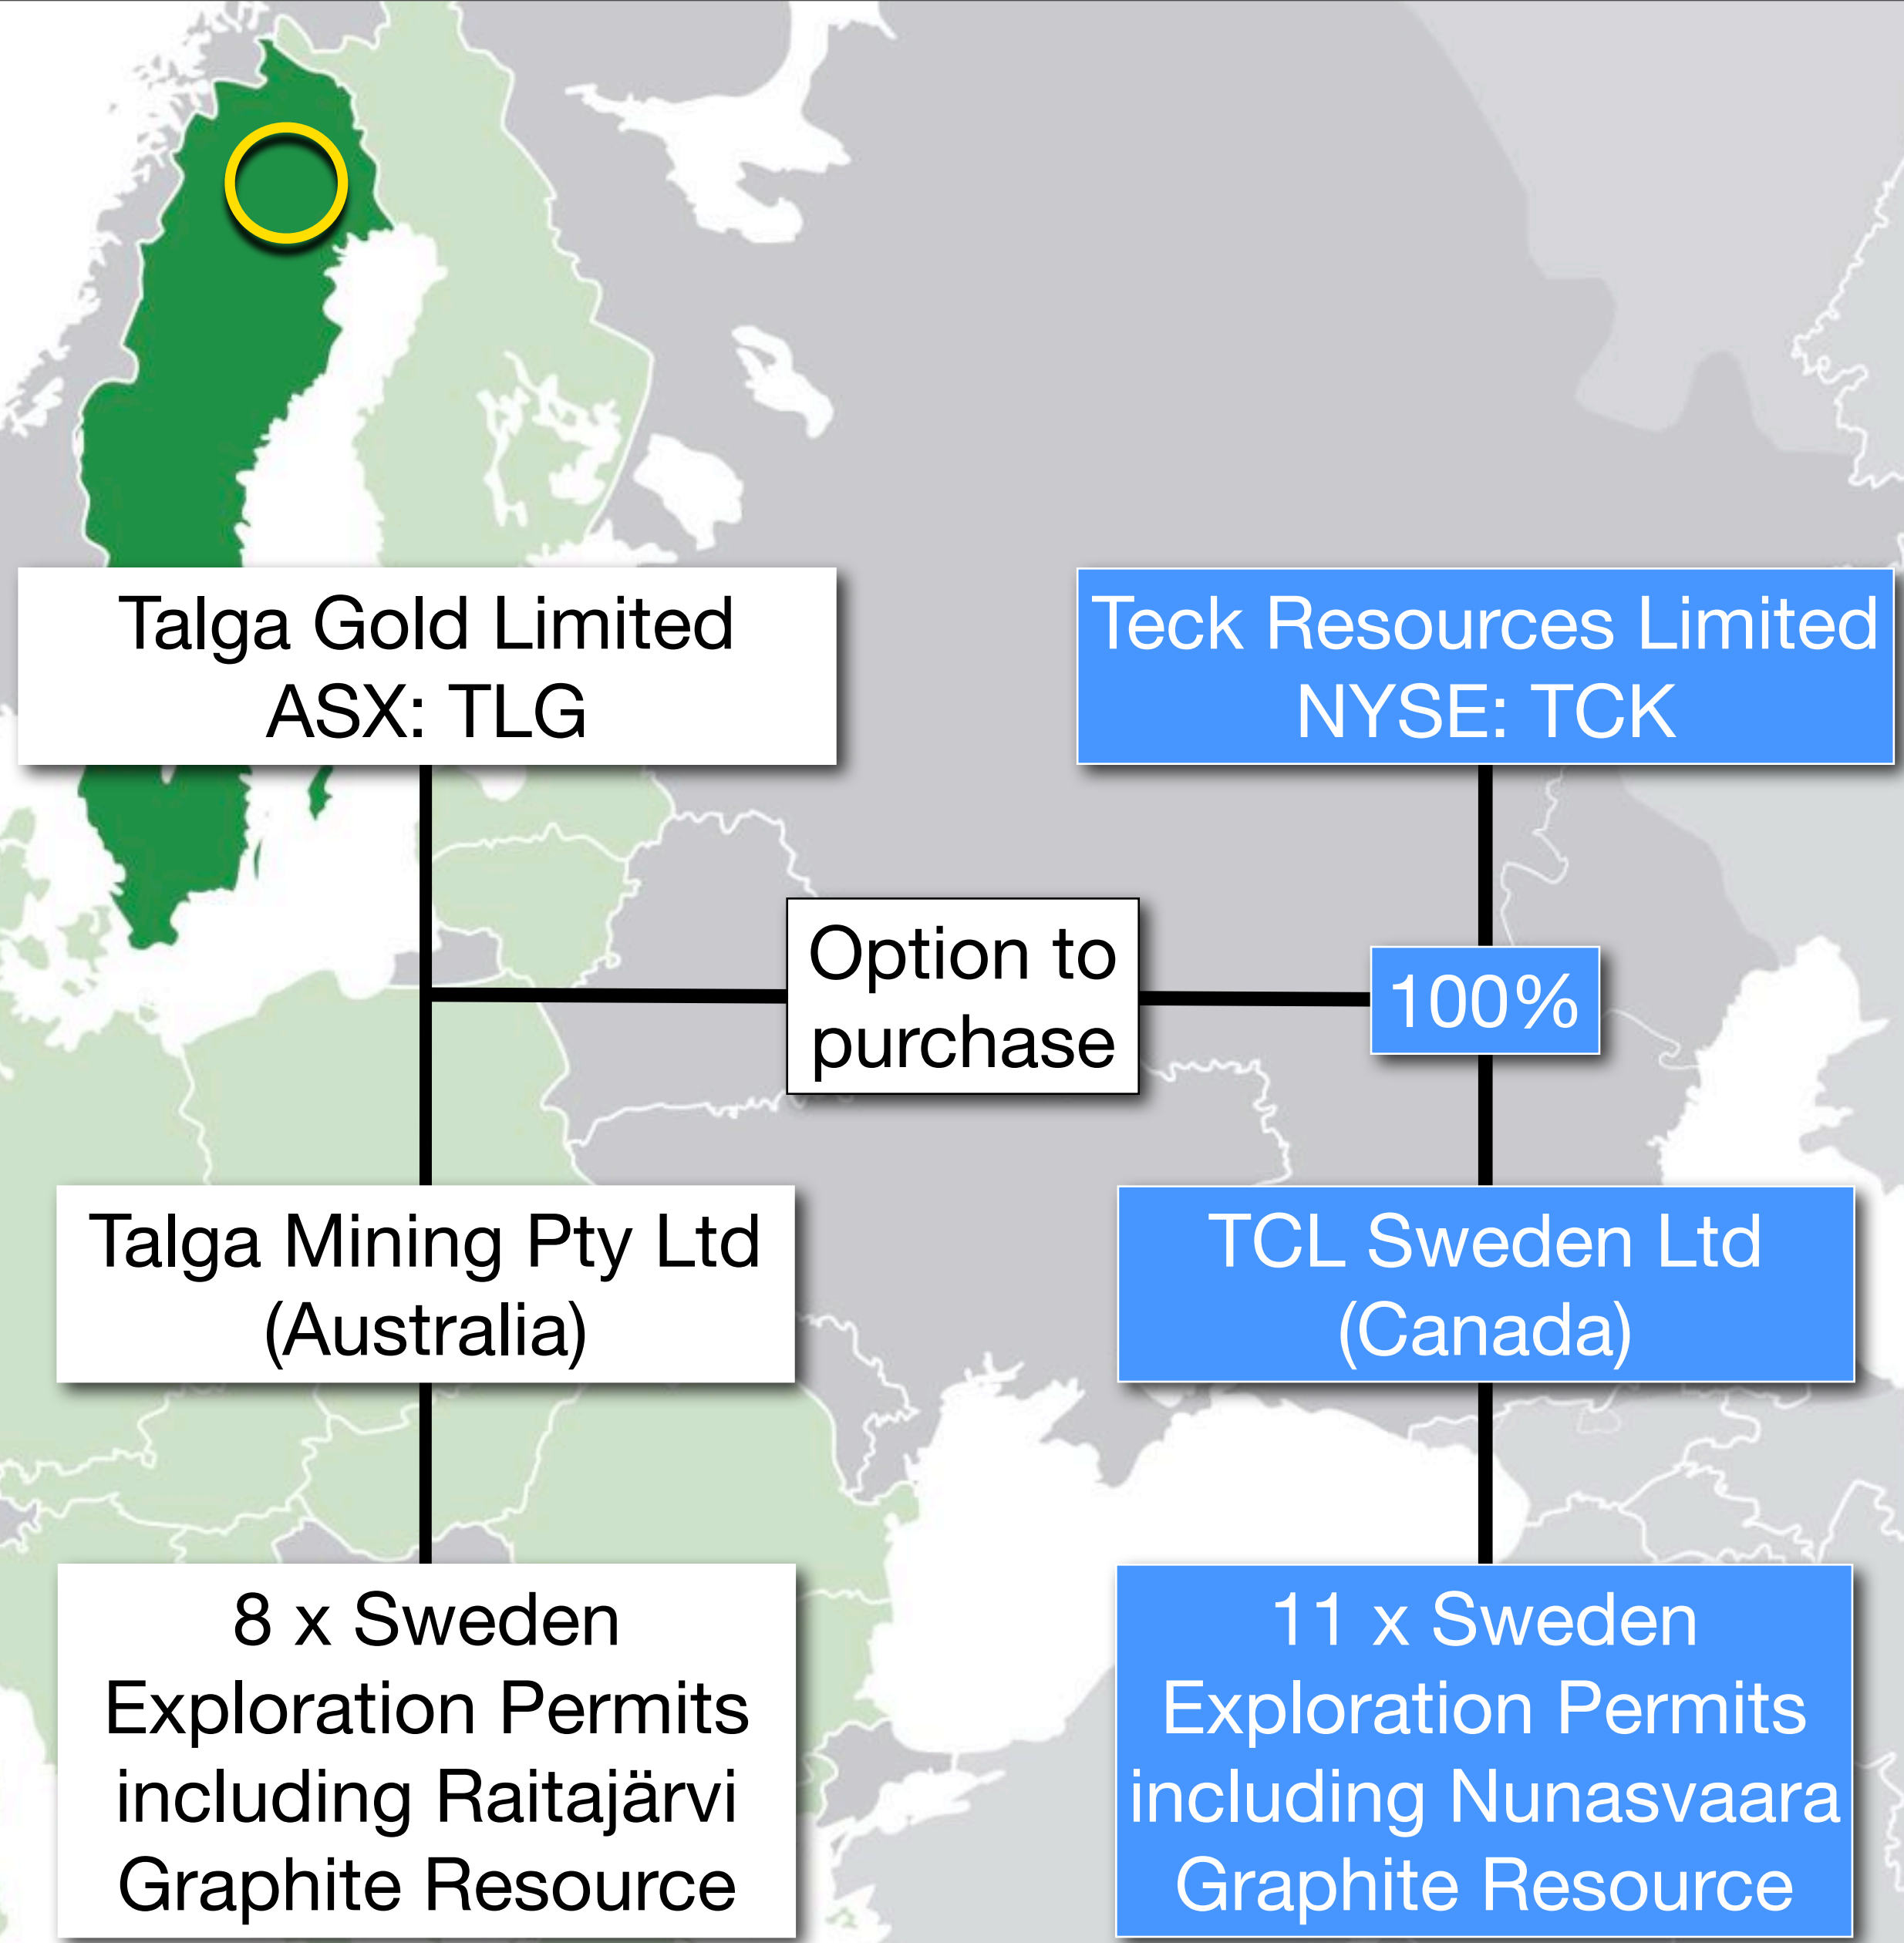 Talga Gold Limited
ASX: TLG
Teck Resources Limited
NYSE: TCK
Option to
purchase
100%
Talga Mining Pty Ltd
(Australia)
TCL Sweden Ltd
(Canada)
8 x Sweden
Exploration Permits
including Raitajärvi
Graphite Resource
11 x Sweden
Exploration Permits
including Nunasvaara
Graphite Resource